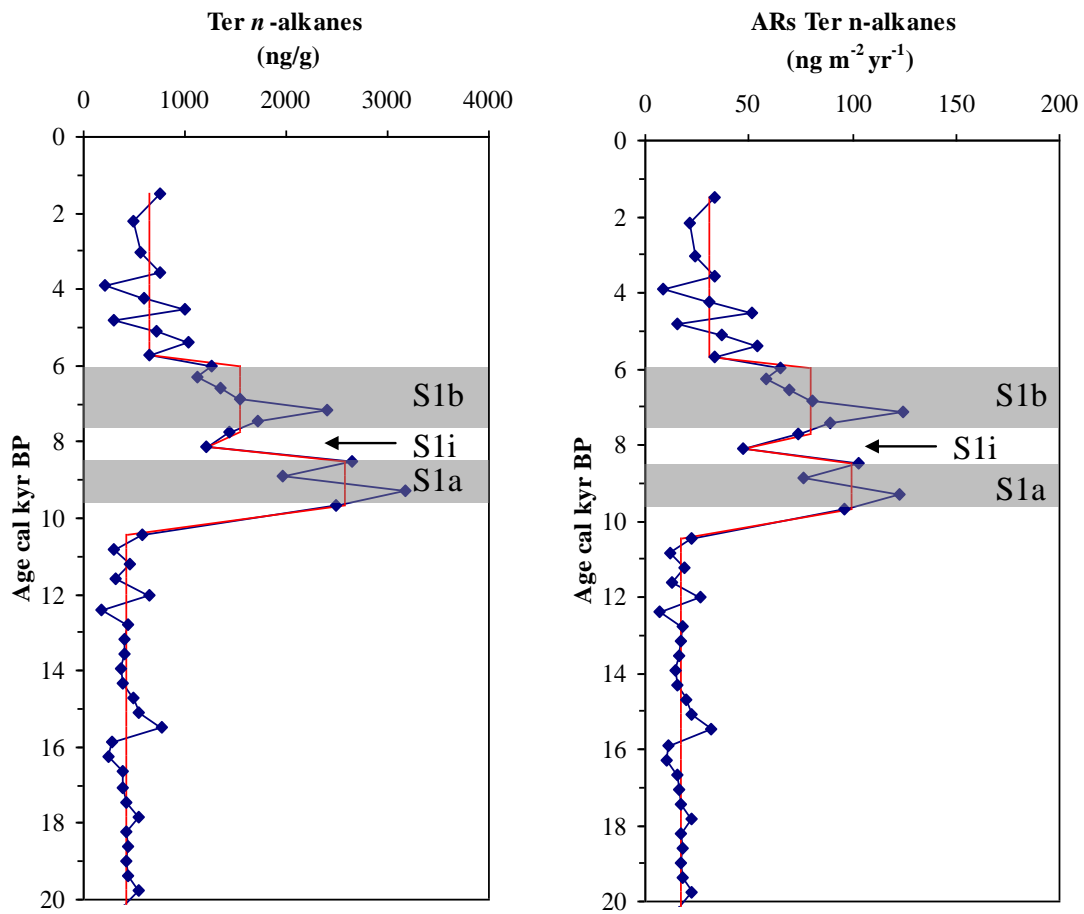 Ter n -alkanes
(ng/g)
0 1000 2000 3000 4000
0
2
4
6
8
10
12
14
16
18
20
Age cal kyr BP
S1b
S1i
S1a
ARs Ter n-alkanes
(ng m-2 yr-1)
0 50 100 150 200
0
2
4
6
8
10
12
14
16
18
20
Age cal kyr BP
S1b
S1i
S1a